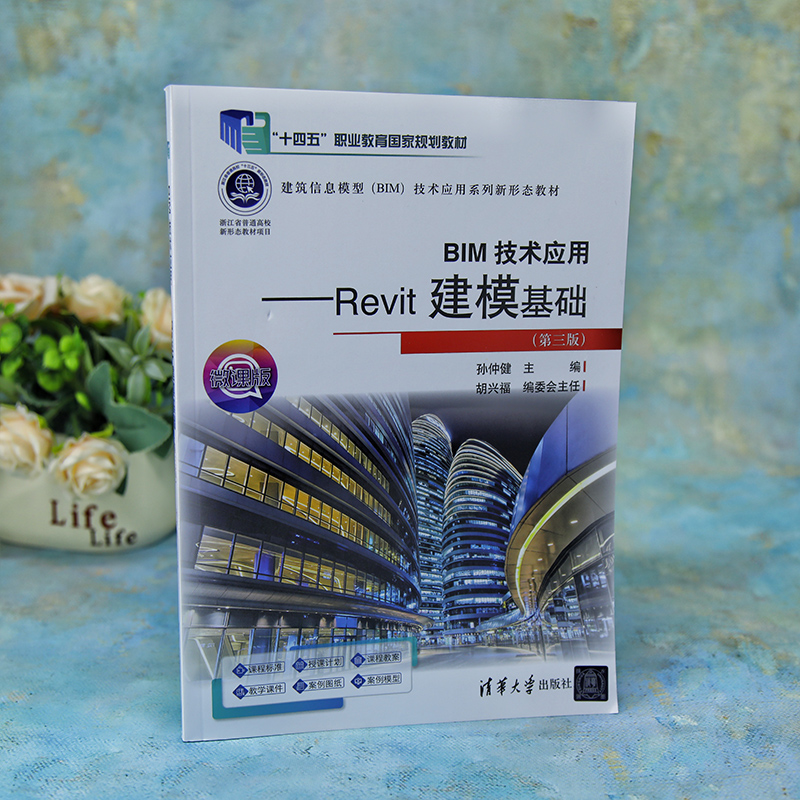 “十四五”职业教育国家规划教材
建筑信息模型（BIM）技术应用系列新形态教材
浙江省普通高校
新形态教材项目
BIM 技术应用
——Revit 建模基础
（第三版）
孙仲健 主 编
胡兴福 编委会主任
微课版
课程标准 授课计划 课程教案
教学课件 案例图纸 案例模型
清华大学出版社
Life
Life